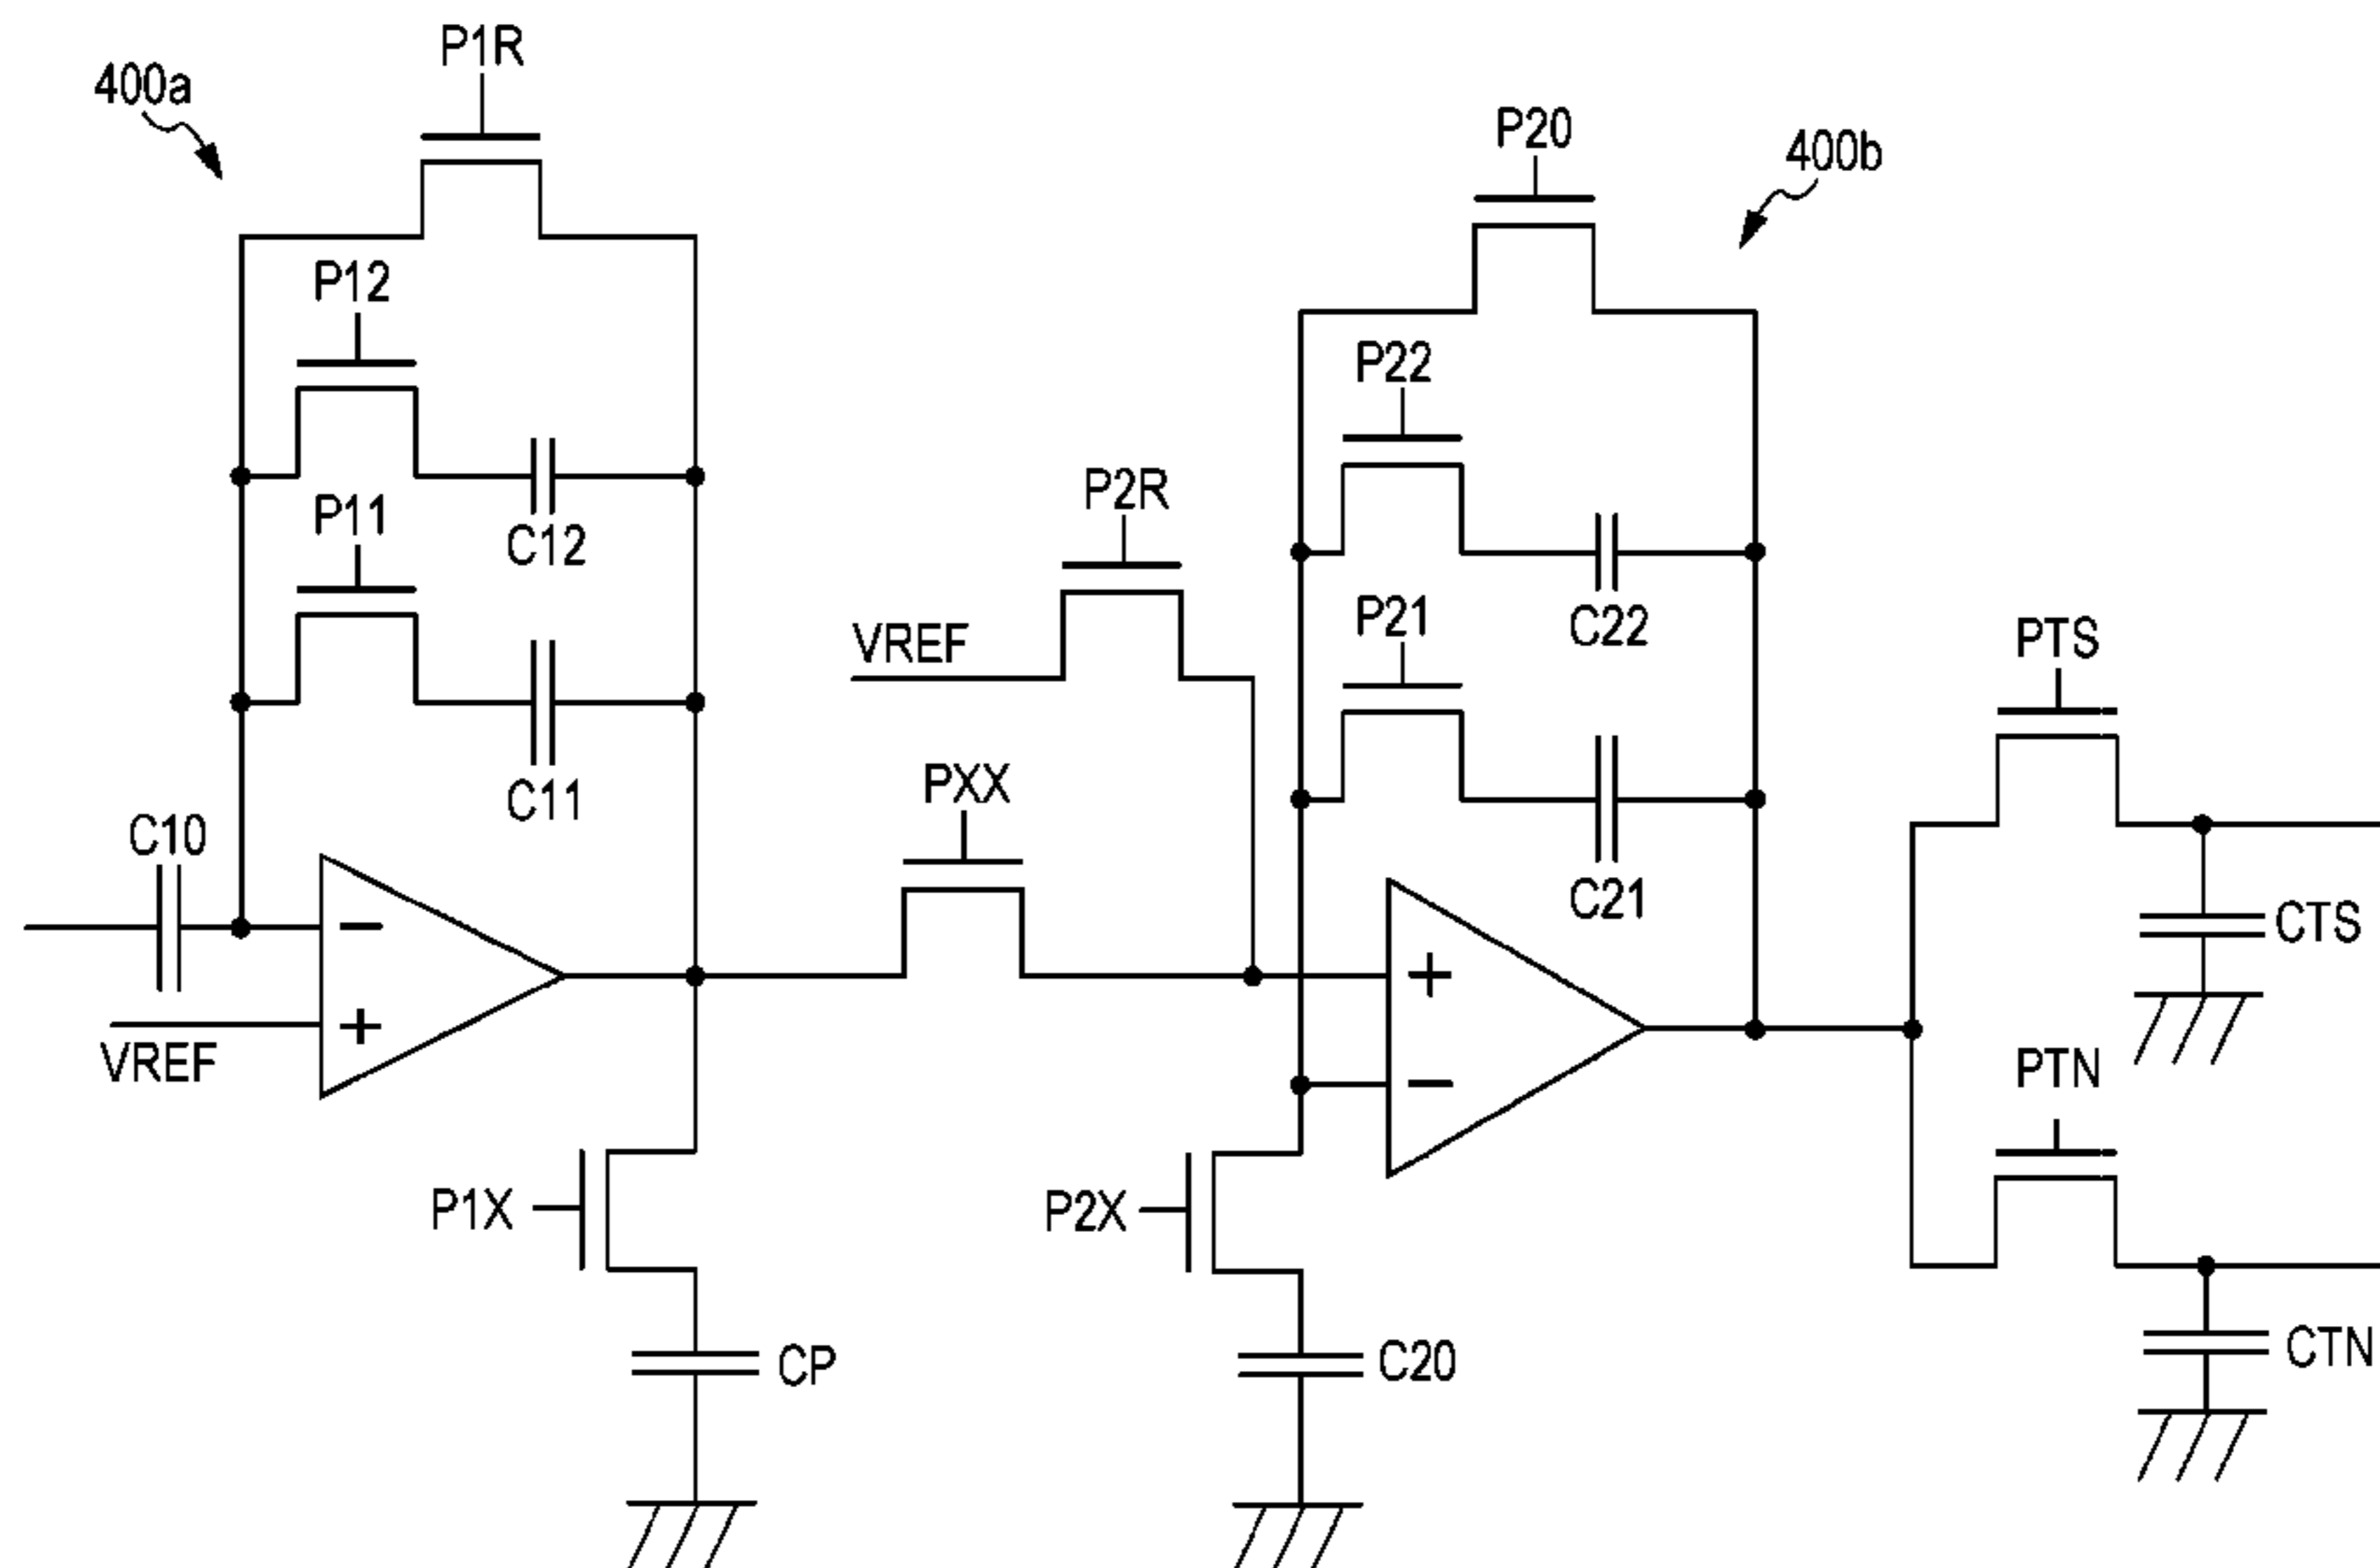 P1R
400a
P20
400b
P12
P22
P2R
P11
C12
P21
C22
VREF
PTS
PXX
C11
C10
C21
CTS
VREF
PTN
P1X
P2X
CP
C20
CTN